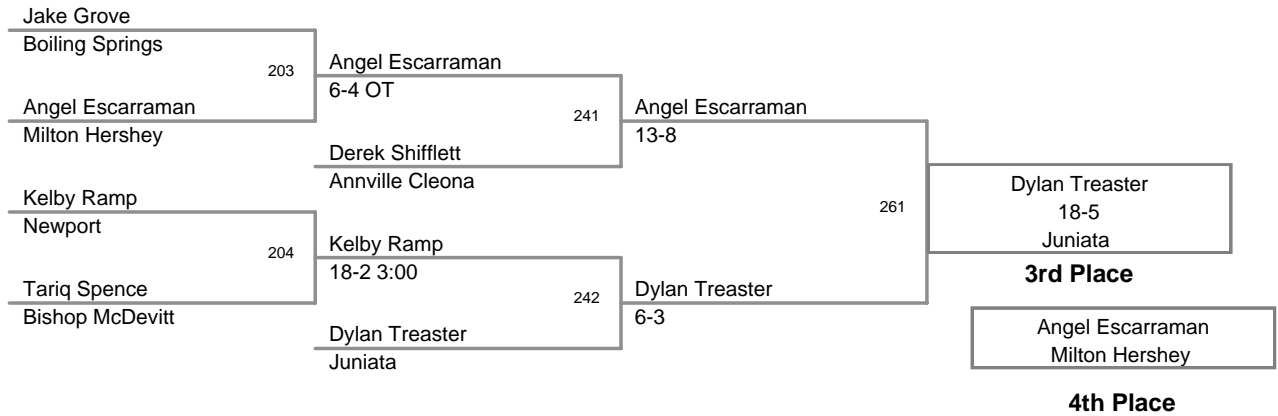 Jake Grove
Boiling Springs
203
Angel Escarraman
6-4 OT
Angel Escarraman
Milton Hershey
241
Angel Escarraman
13-8
Derek Shifflett
Annville Cleona
Kelby Ramp
Newport
261
Dylan Treaster
18-5
Juniata
3rd Place
204
Kelby Ramp
18-2 3:00
Tariq Spence
Bishop McDevitt
242
Dylan Treaster
6-3
Dylan Treaster
Juniata
Angel Escarraman
Milton Hershey
4th Place